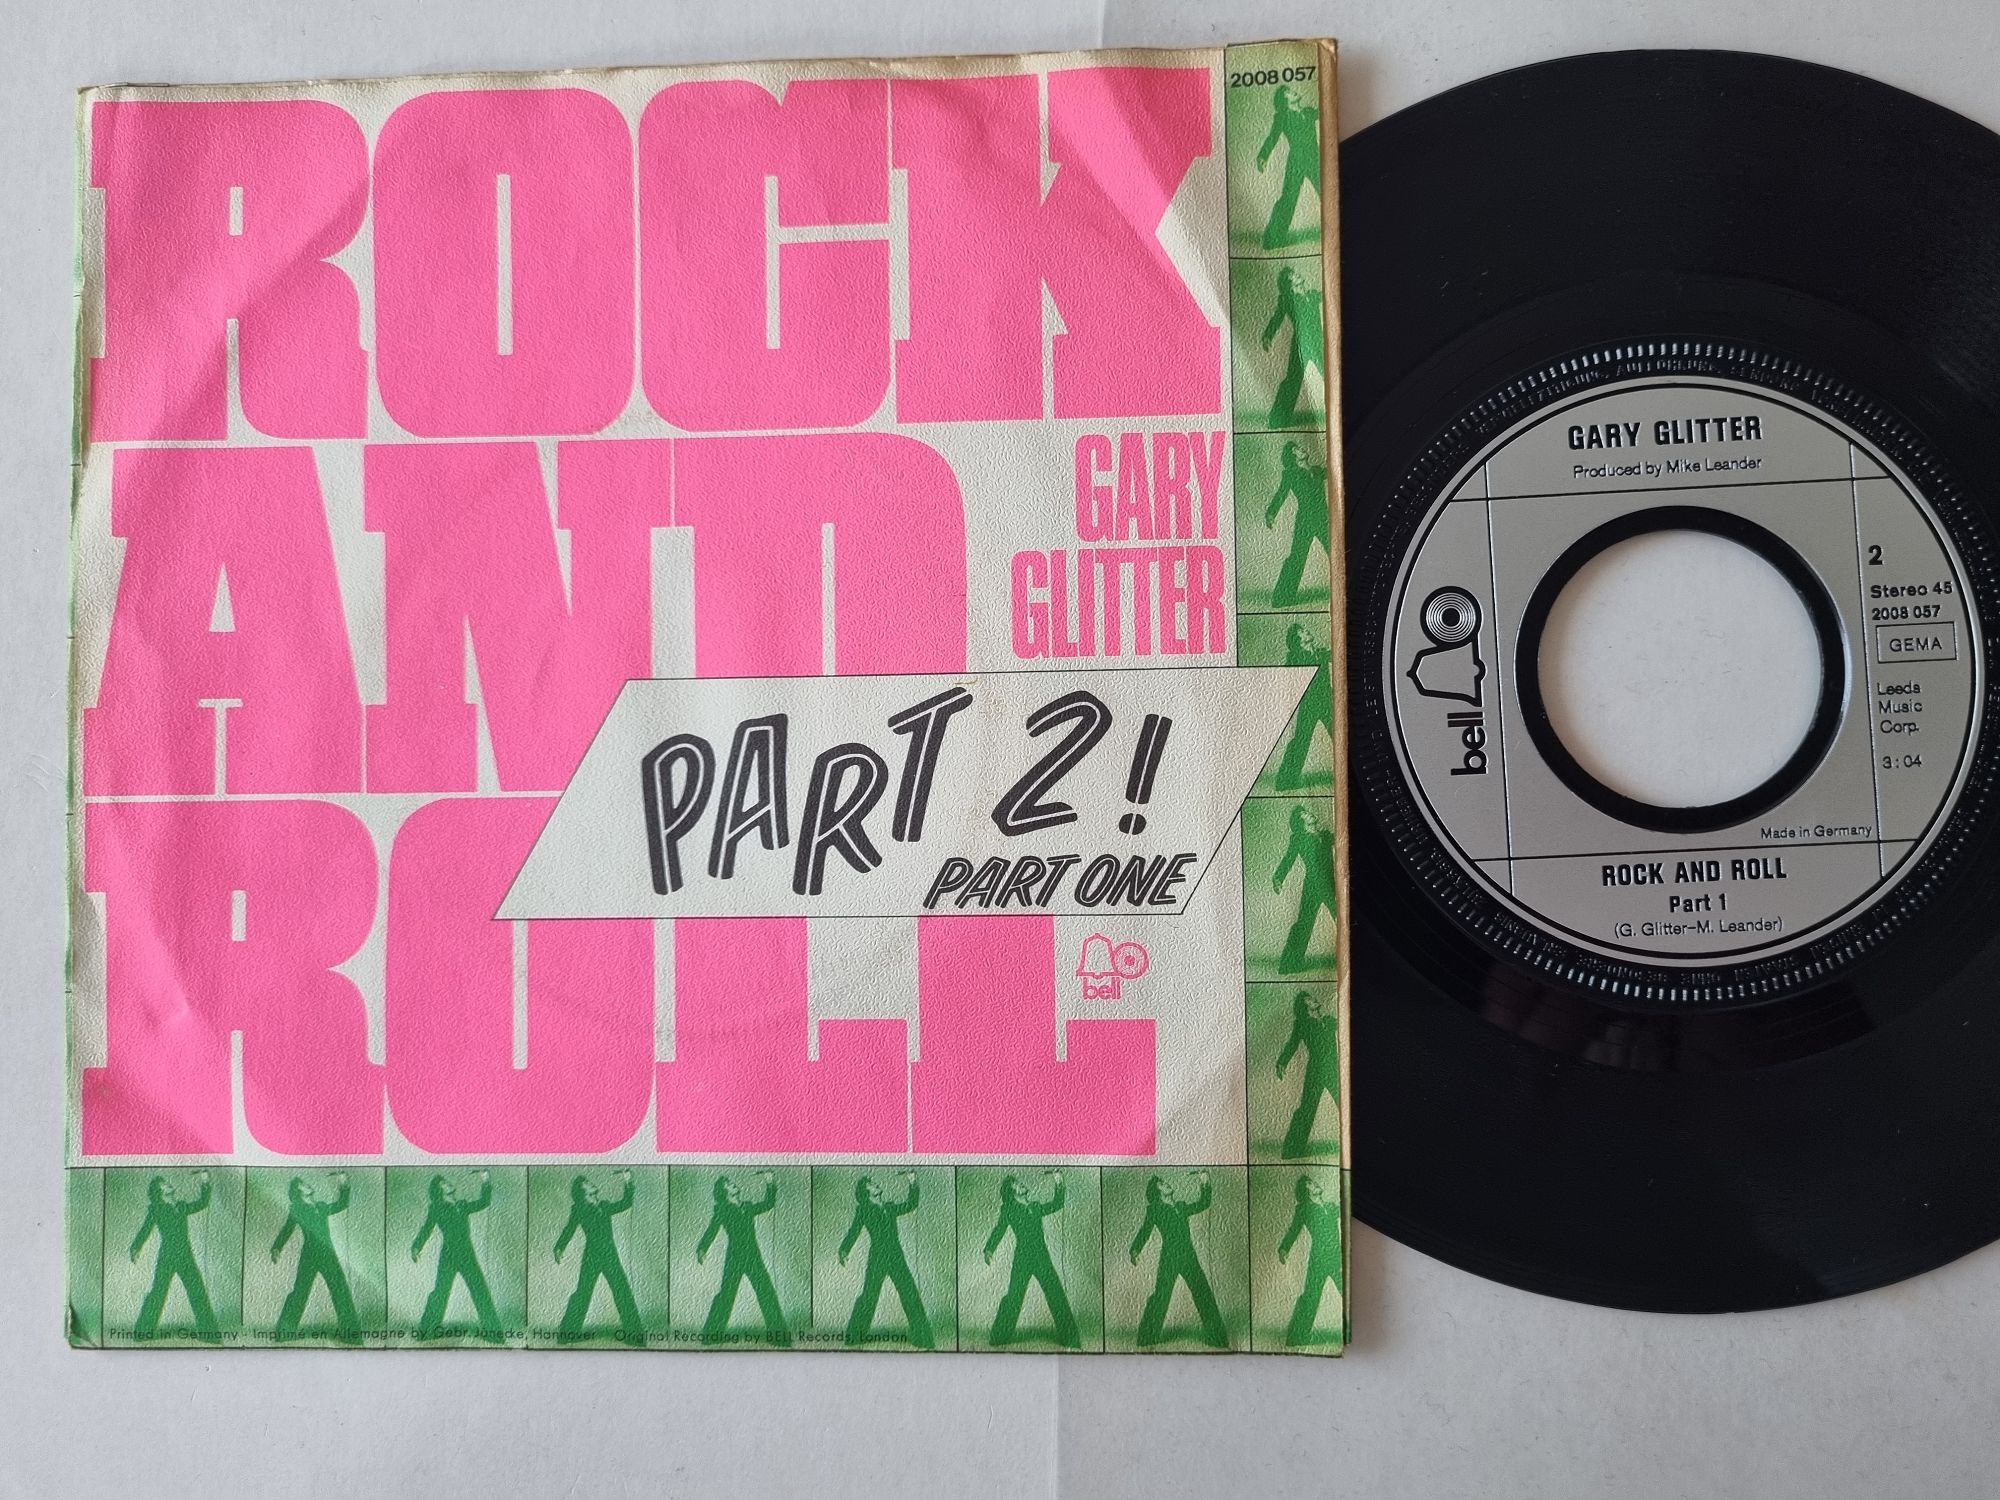 2008 057
ROCK
AND
ROLL
GARY
GLITTER
PART 2!
PART ONE
bell
Printed in Germany - Imprimé en Allemagne by Gebr. Jänecke, Hannover
Original Recording by BELL Records, London
GARY GLITTER
Produced by Mike Leander
bell
2
Stereo 45
2008 057
GEMA
Leeds
Music
Corp.
3:04
Made in Germany
ROCK AND ROLL
Part 1
(G. Glitter-M. Leander)